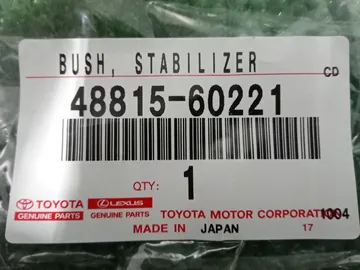 BUSH, STABILIZER
CD
48815-60221
QTY: 1
TOYOTA LEXUS
GENUINE PARTS GENUINE PARTS TOYOTA MOTOR CORPORATION 1004
MADE IN JAPAN 17